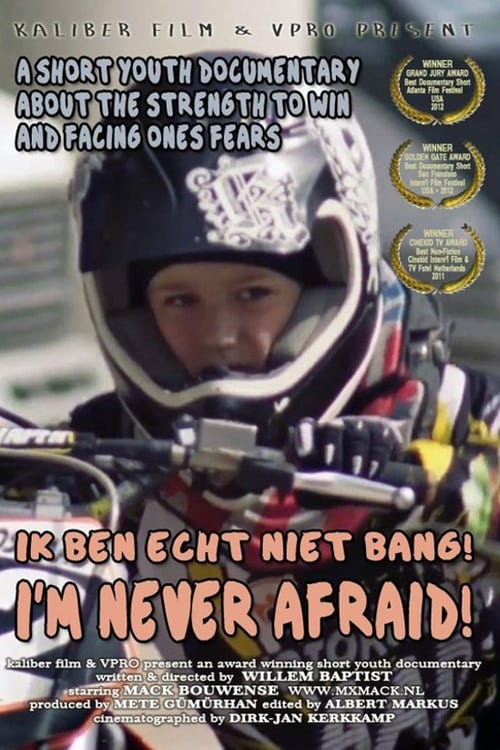 KALIBER FILM & VPRO PRESENT
A SHORT YOUTH DOCUMENTARY
ABOUT THE STRENGTH TO WIN
AND FACING ONES FEARS
WINNER
GRAND JURY AWARD
Best Documentary Short
Atlanta Film Festival
USA
2012
WINNER
GOLDEN GATE AWARD
Best Documentary Short
San Francisco
Intern'l Film Festival
USA - 2012
WINNER
CINEKID TV AWARD
Best Non-Fiction
Cinekid Intern'l Film &
TV Festl Netherlands
2011
IK BEN ECHT NIET BANG!
I'M NEVER AFRAID!
kaliber film & VPRO present an award winning short youth documentary
written & directed by WILLEM BAPTIST
starring MACK BOUWENSE WWW.MXMACK.NL
produced by METE GÜMÜRHAN edited by ALBERT MARKUS
cinematographed by DIRK-JAN KERKKAMP